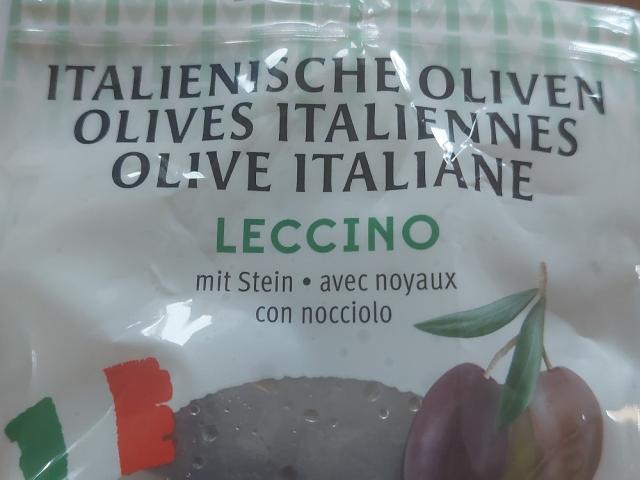 ITALIENISCHE OLIVEN
OLIVES ITALIENNES
OLIVE ITALIANE
LECCINO
mit Stein • avec noyaux
con nocciolo